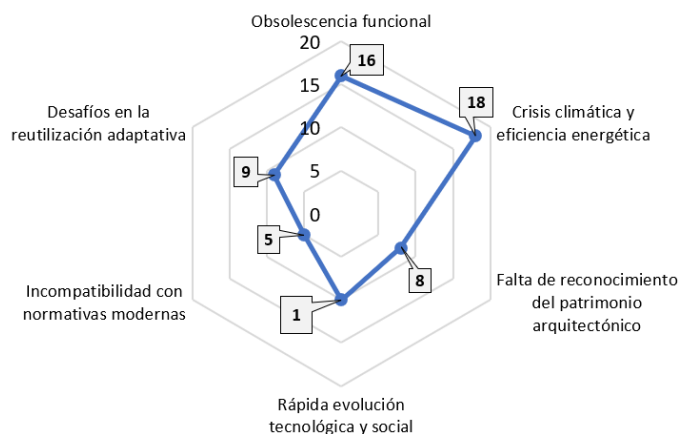 Obsolescencia funcional
20
16
15
18
Desafíos en la
reutilización adaptativa
Crisis climática y
eficiencia energética
10
9
5
0
5
8
Incompatibilidad con
normativas modernas
Falta de reconocimiento
del patrimonio
arquitectónico
1
Rápida evolución
tecnológica y social